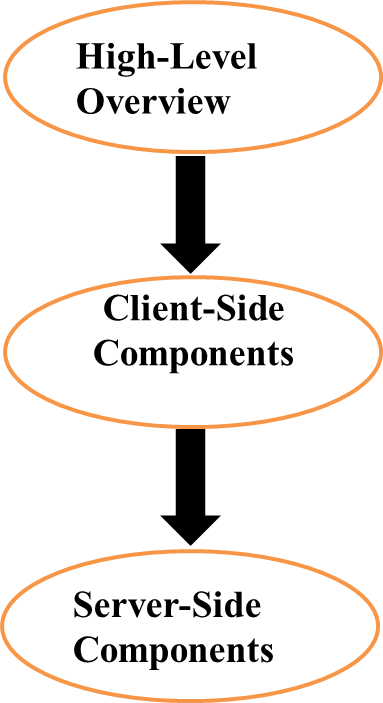 High-Level
Overview
Client-Side
Components
Server-Side
Components